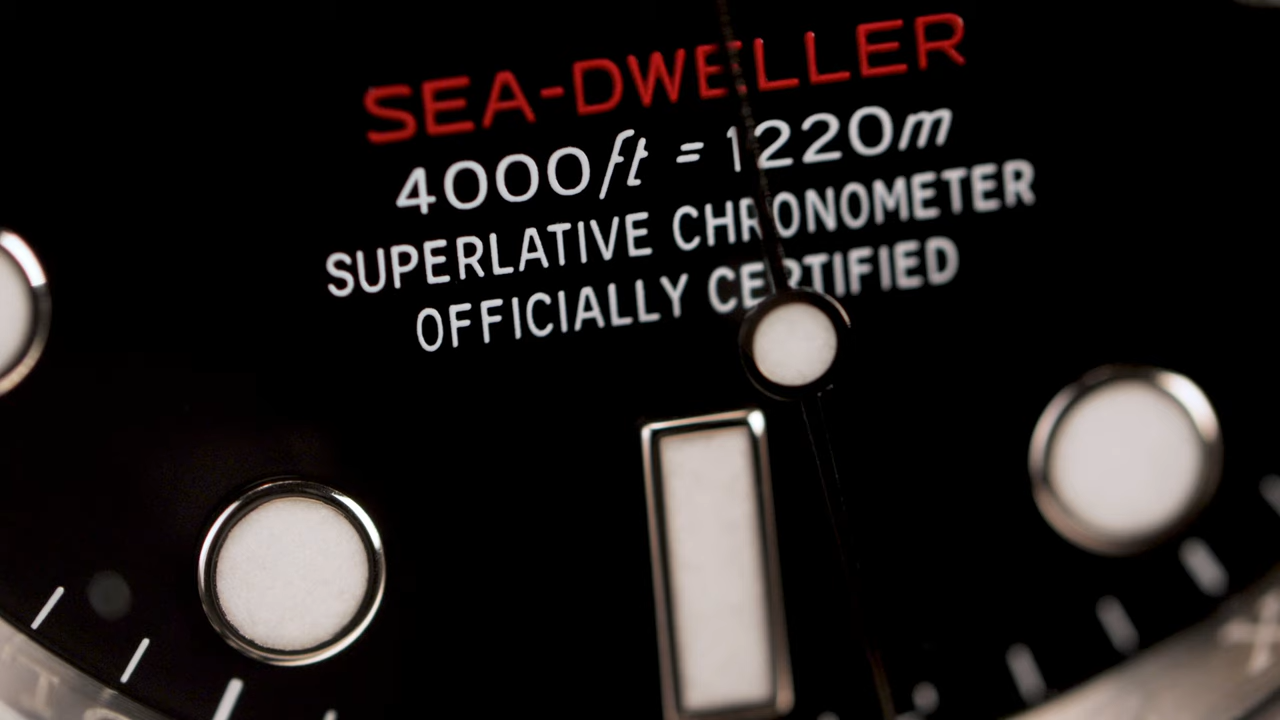 SEA-DWELLER
4000ft = 1220m
SUPERLATIVE CHRONOMETER
OFFICIALLY CERTIFIED